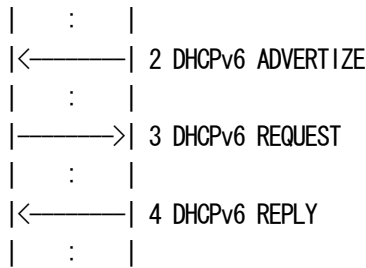 |    :    |
|<--------| 2 DHCPv6 ADVERTIZE
|    :    |
|-------->| 3 DHCPv6 REQUEST
|    :    |
|<--------| 4 DHCPv6 REPLY
|    :    |